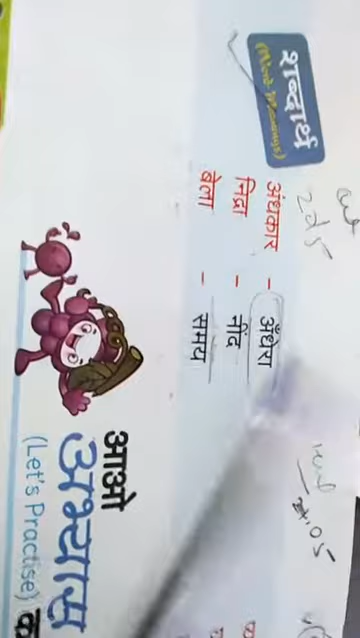 शब्दार्थ
(Word Meanings)
अंधकार - अँधेरा
निद्रा - नींद
बेला - समय
आओ
अभ्यास
(Let's Practise)
क